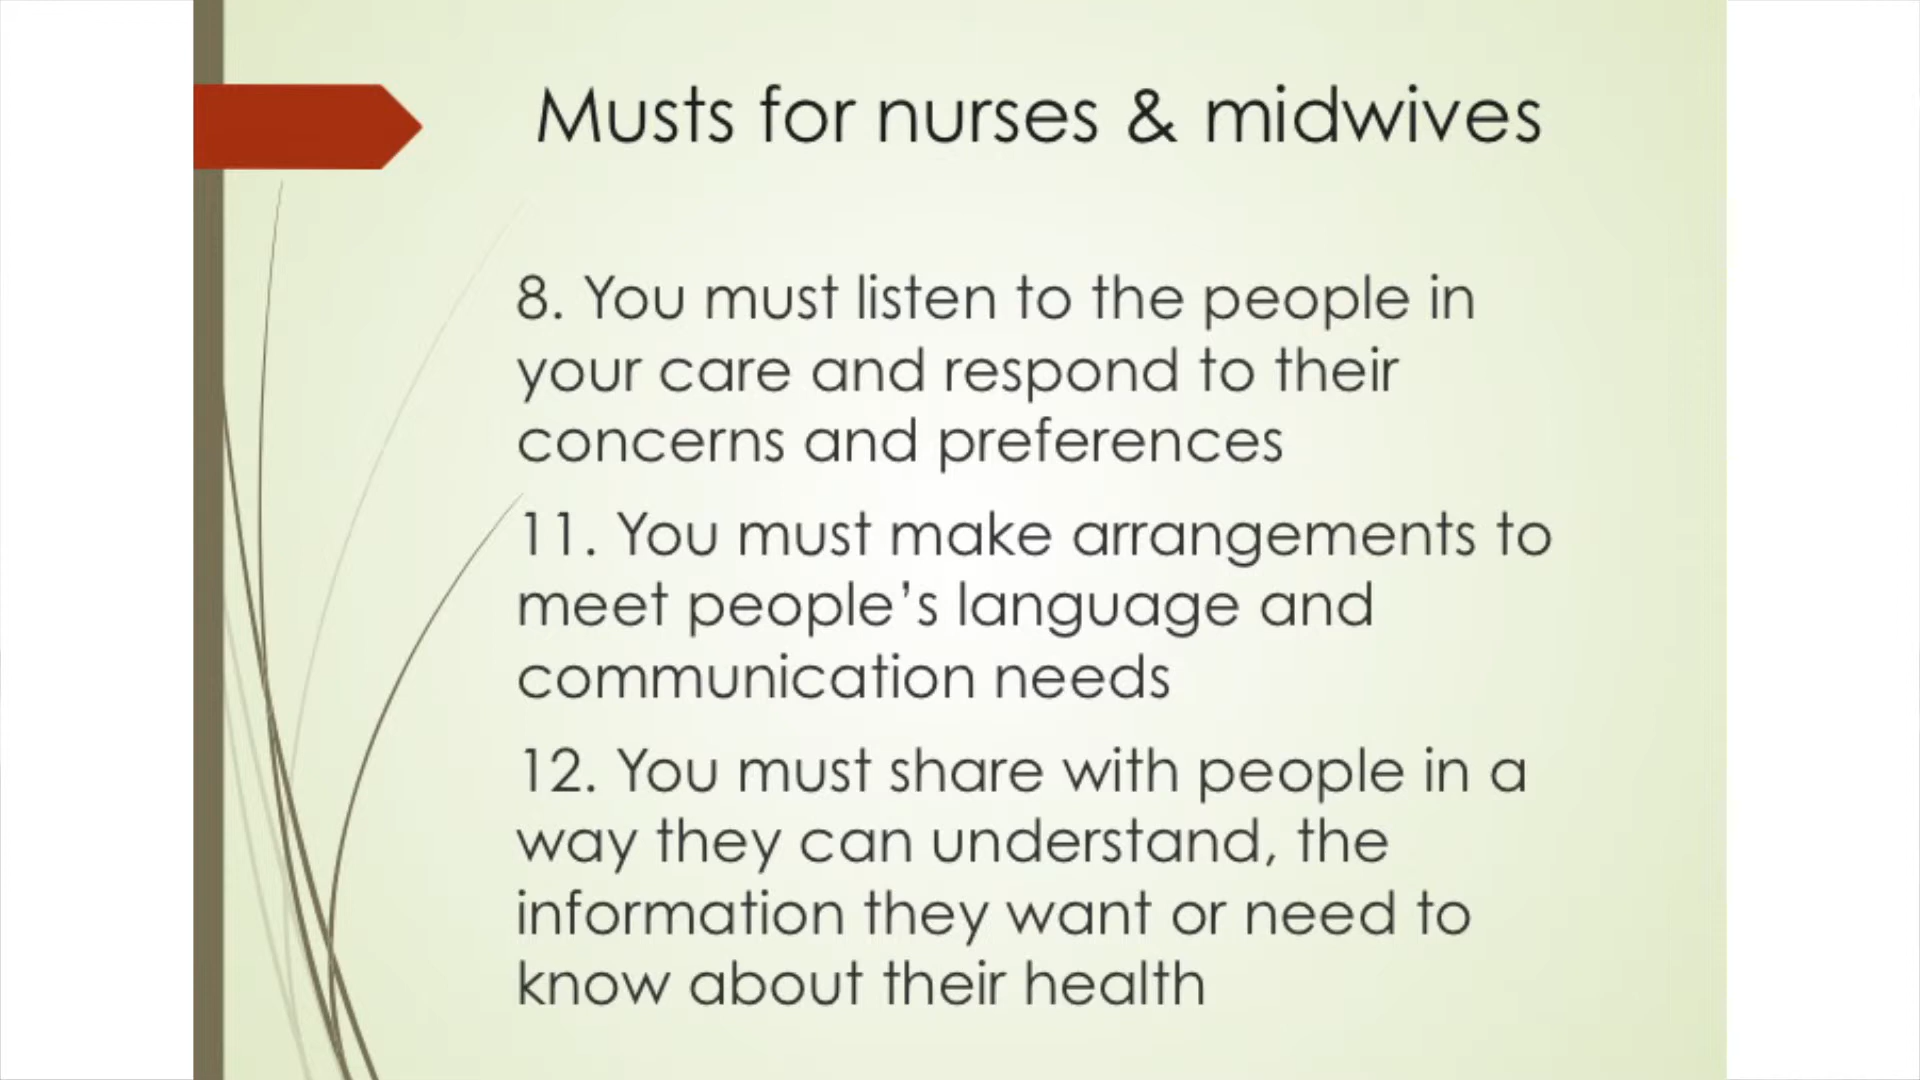 Musts for nurses & midwives
8. You must listen to the people in
your care and respond to their
concerns and preferences
11. You must make arrangements to
meet people’s language and
communication needs
12. You must share with people in a
way they can understand, the
information they want or need to
know about their health